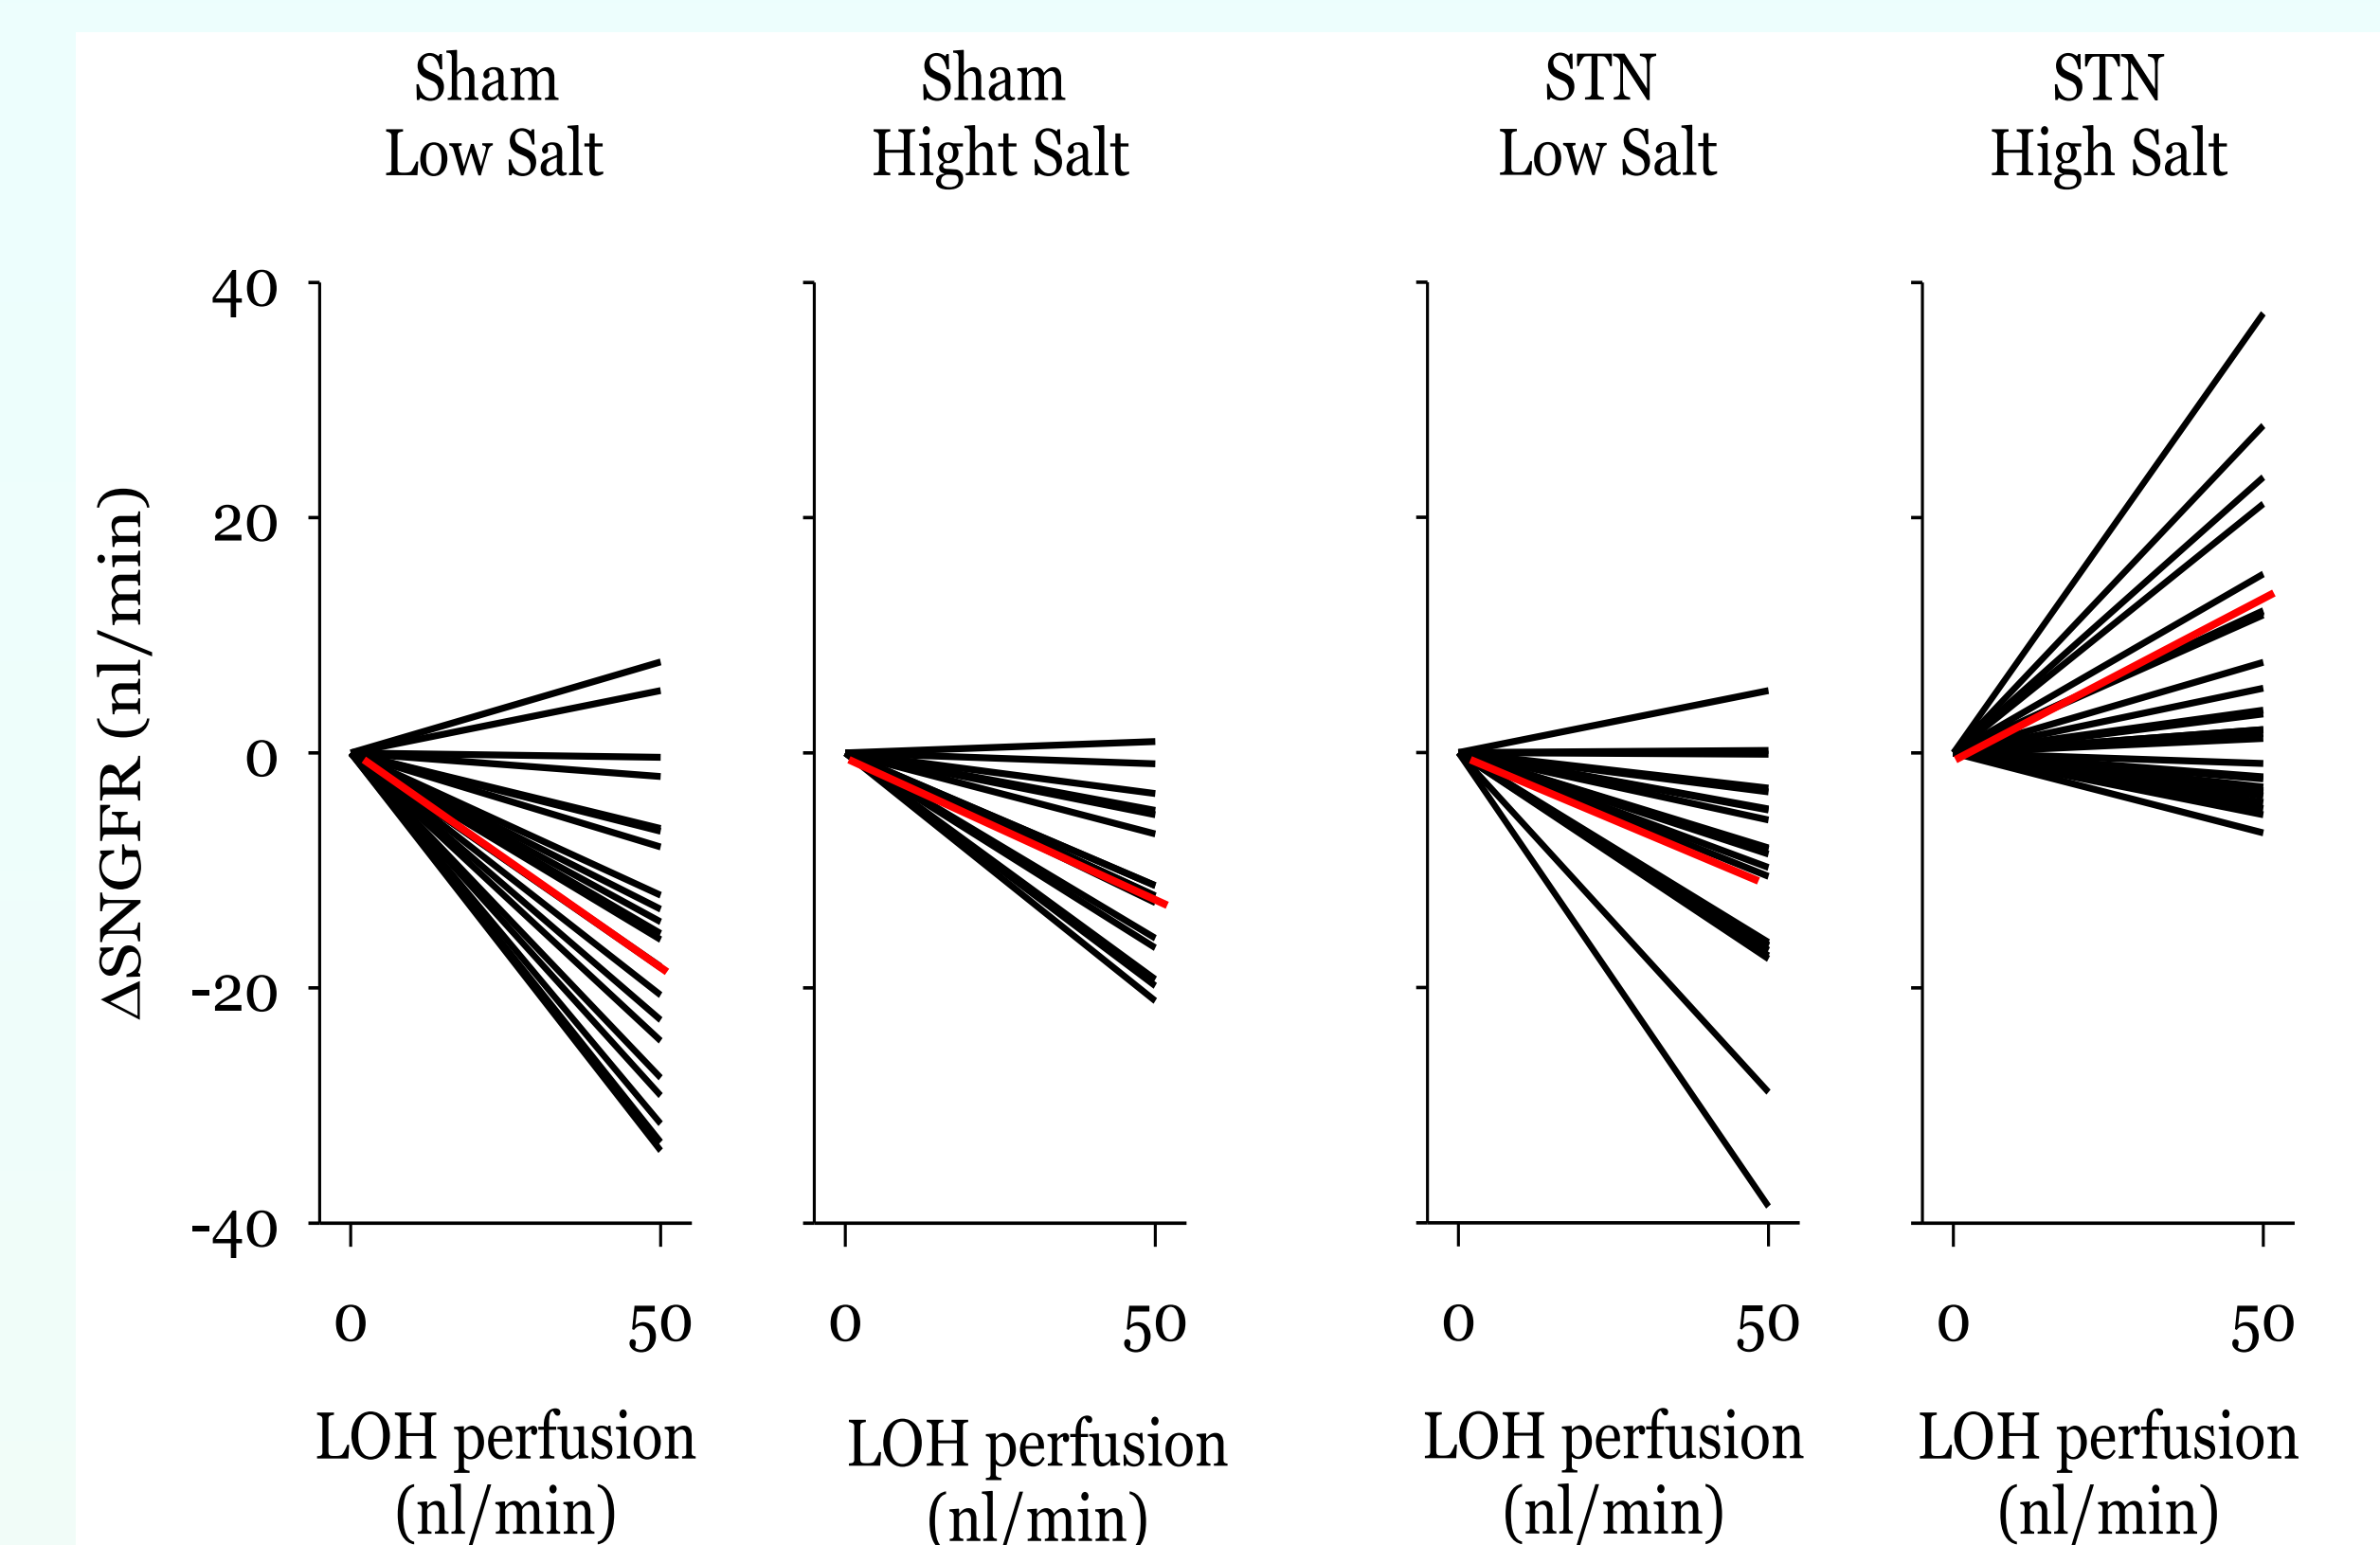 Sham
Low Salt
Sham
Hight Salt
STN
Low Salt
STN
High Salt
ΔSNGFR (nl/min)
40
20
0
-20
-40
0 50
0 50
0 50
0 50
LOH perfusion
(nl/min)
LOH perfusion
(nl/min)
LOH perfusion
(nl/min)
LOH perfusion
(nl/min)